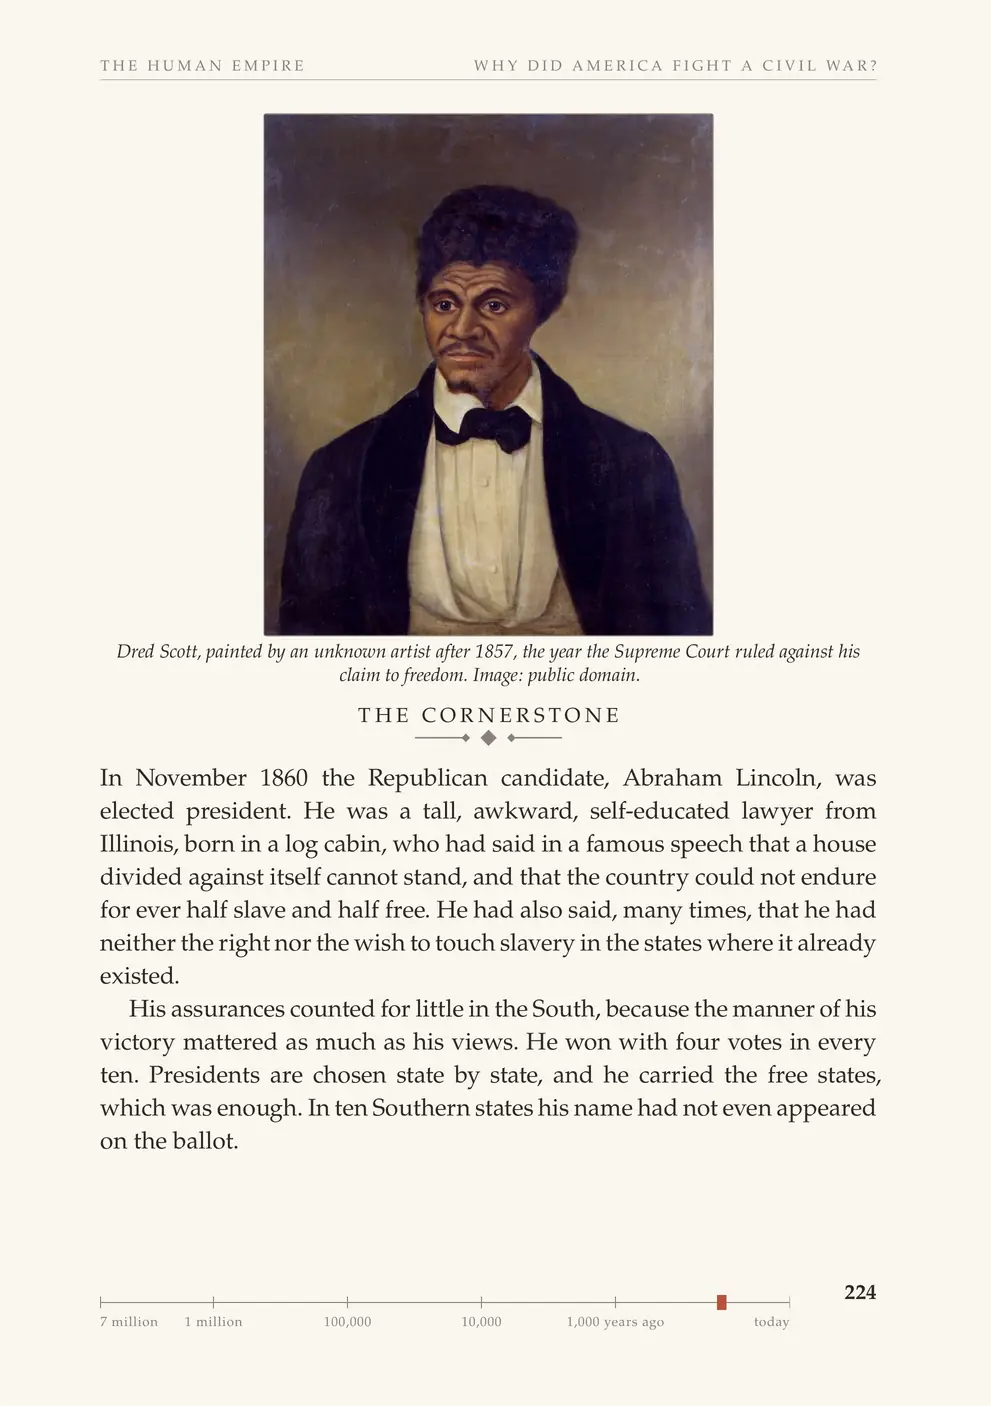 THE HUMAN EMPIRE
WHY DID AMERICA FIGHT A CIVIL WAR?
Dred Scott, painted by an unknown artist after 1857, the year the Supreme Court ruled against his
claim to freedom. Image: public domain.
THE CORNERSTONE
In November 1860 the Republican candidate, Abraham Lincoln, was
elected president. He was a tall, awkward, self-educated lawyer from
Illinois, born in a log cabin, who had said in a famous speech that a house
divided against itself cannot stand, and that the country could not endure
for ever half slave and half free. He had also said, many times, that he had
neither the right nor the wish to touch slavery in the states where it already
existed.
His assurances counted for little in the South, because the manner of his
victory mattered as much as his views. He won with four votes in every
ten. Presidents are chosen state by state, and he carried the free states,
which was enough. In ten Southern states his name had not even appeared
on the ballot.
224
7 million 1 million 100,000 10,000 1,000 years ago today